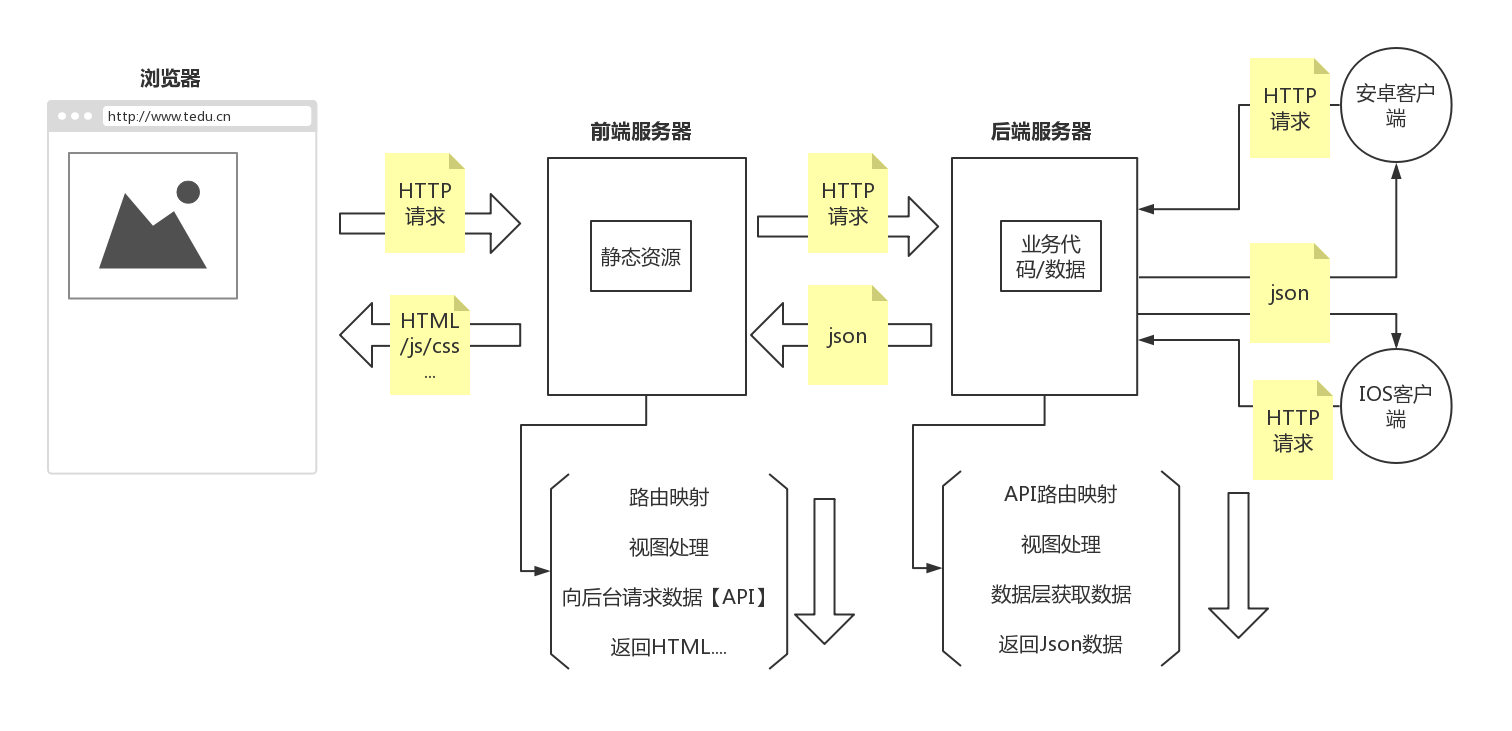 浏览器
http://www.tedu.cn
HTTP
请求
HTML
/js/css
...
前端服务器
静态资源
HTTP
请求
json
后端服务器
业务代
码/数据
HTTP
请求
安卓客户
端
json
IOS客户
端
HTTP
请求
路由映射
视图处理
向后台请求数据【API】
返回HTML....
API路由映射
视图处理
数据层获取数据
返回Json数据